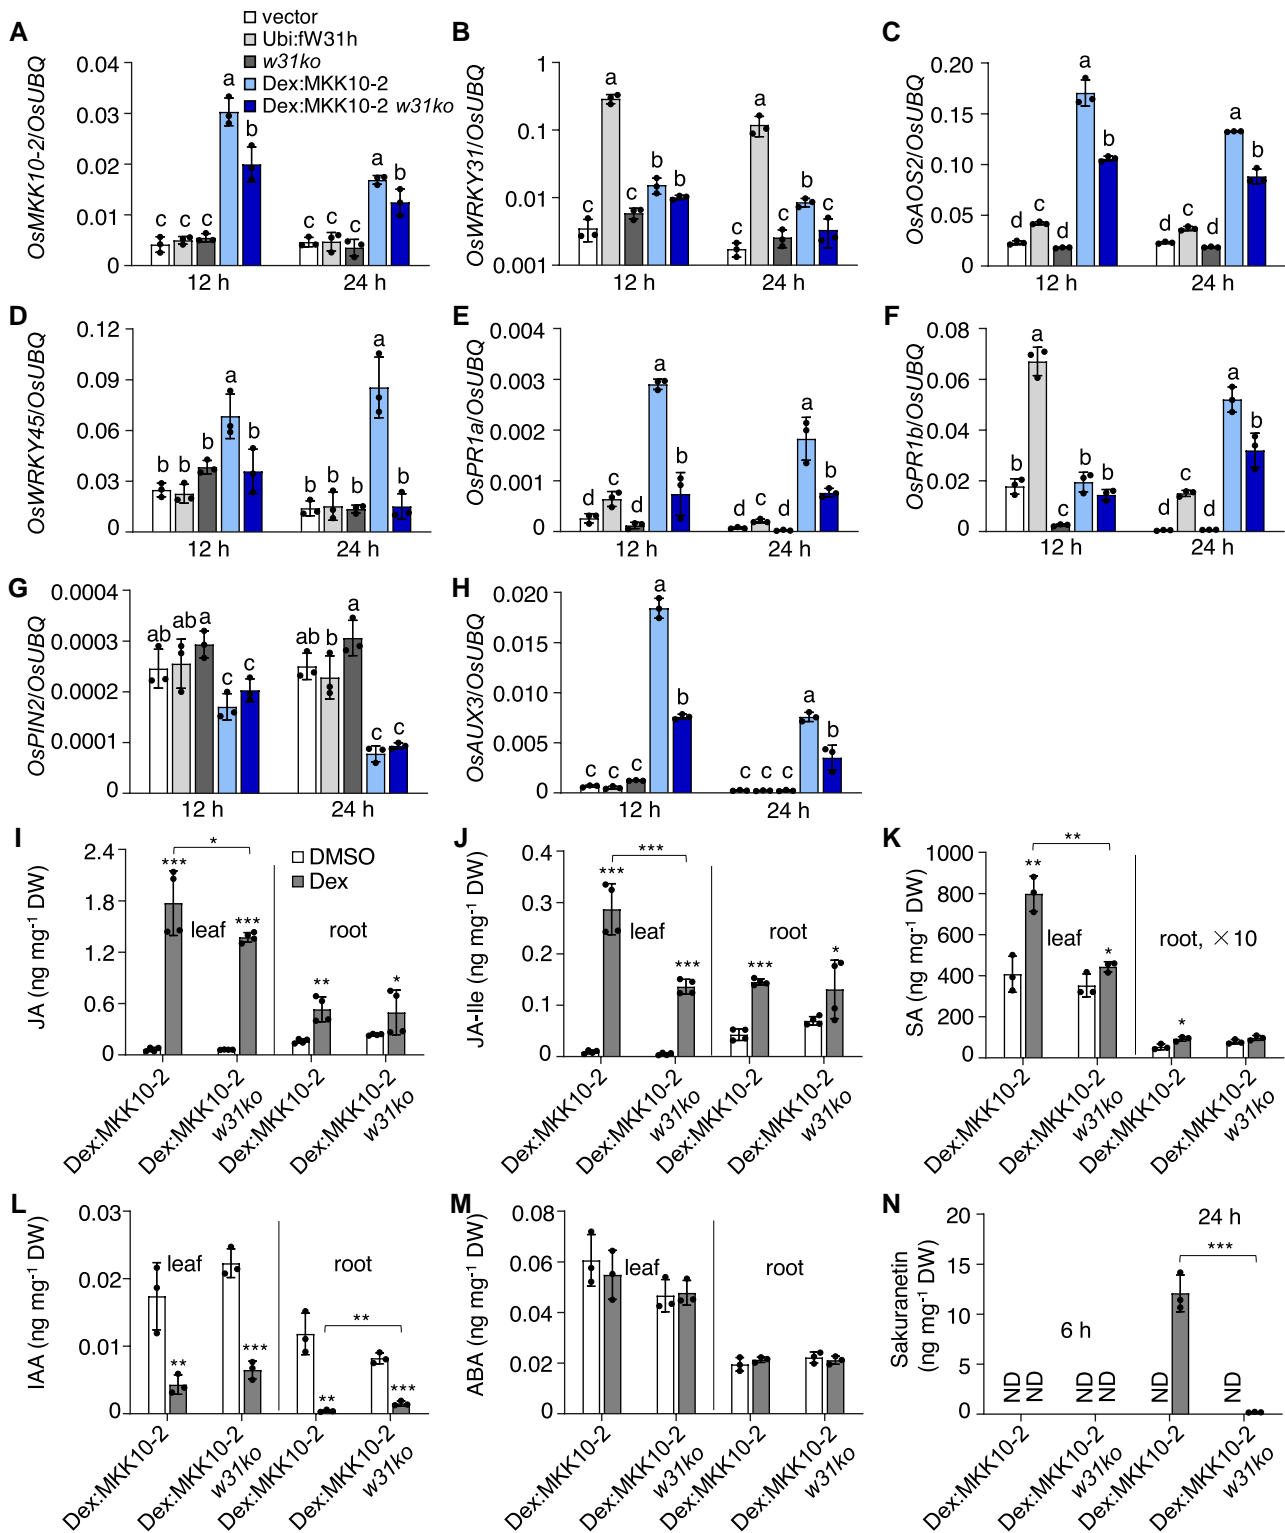 A
OsMKK10-2/OsUBQ
0.04
0.03
0.02
0.01
0
c c c a b
c c c a b
12 h 24 h
vector
Ubi:fW31h
w31ko
Dex:MKK10-2
Dex:MKK10-2 w31ko
B
OsWRKY31/OsUBQ
1
0.1
0.01
0.001
c a c b b
c a c b c
12 h 24 h
C
OsAOS2/OsUBQ
0.20
0.15
0.10
0.05
0
d c d a b
d c d a b
12 h 24 h
D
OsWRKY45/OsUBQ
0.12
0.09
0.06
0.03
0
b b b a b
b b b a b
12 h 24 h
E
OsPR1a/OsUBQ
0.004
0.003
0.002
0.001
0
d c d a b
d c d a b
12 h 24 h
F
OsPR1b/OsUBQ
0.08
0.06
0.04
0.02
0
b a c b b
d c d a b
12 h 24 h
G
OsPIN2/OsUBQ
0.0004
0.0003
0.0002
0.0001
0
ab ab a c c
ab b a c c
12 h 24 h
H
OsAUX3/OsUBQ
0.020
0.015
0.010
0.005
0
c c c a b
c c c a b
12 h 24 h
I
JA (ng mg⁻¹ DW)
2.4
1.8
1.2
0.6
0
DMSO
Dex
*** * ***
** *
leaf root
Dex:MKK10-2
Dex:MKK10-2 w31ko
Dex:MKK10-2
Dex:MKK10-2 w31ko
J
JA-Ile (ng mg⁻¹ DW)
0.4
0.3
0.2
0.1
0
*** *** ***
*** *
leaf root
Dex:MKK10-2
Dex:MKK10-2 w31ko
Dex:MKK10-2
Dex:MKK10-2 w31ko
K
SA (ng mg⁻¹ DW)
1000
800
600
400
200
0
** ** *
*
leaf root, ×10
Dex:MKK10-2
Dex:MKK10-2 w31ko
Dex:MKK10-2
Dex:MKK10-2 w31ko
L
IAA (ng mg⁻¹ DW)
0.03
0.02
0.01
0
leaf root
** ***
** ** ***
Dex:MKK10-2
Dex:MKK10-2 w31ko
Dex:MKK10-2
Dex:MKK10-2 w31ko
M
ABA (ng mg⁻¹ DW)
0.08
0.06
0.04
0.02
0
leaf root
Dex:MKK10-2
Dex:MKK10-2 w31ko
Dex:MKK10-2
Dex:MKK10-2 w31ko
N
Sakuranetin
(ng mg⁻¹ DW)
20
15
10
5
0
24 h
***
6 h
ND ND ND ND ND ND
Dex:MKK10-2
Dex:MKK10-2 w31ko
Dex:MKK10-2
Dex:MKK10-2 w31ko